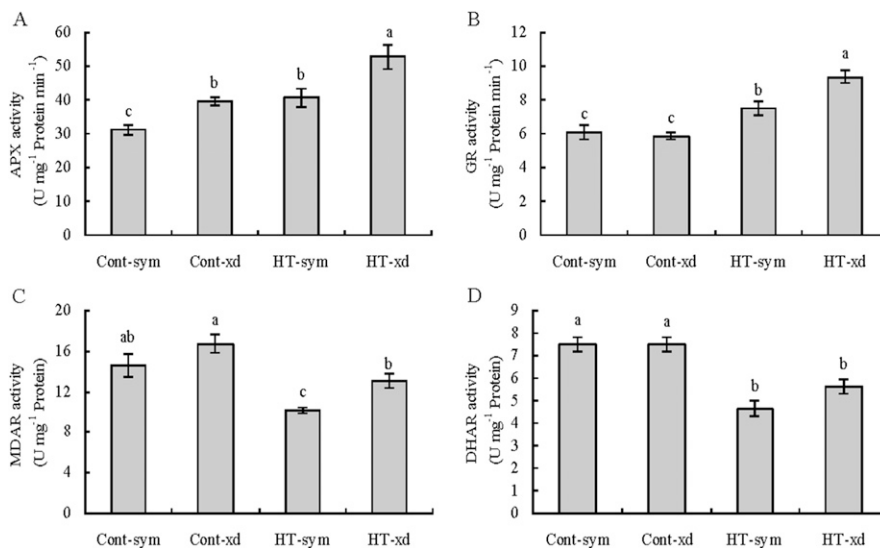 A
APX activity
(U mg⁻¹ Protein min⁻¹)
70
60
50
40
30
20
10
0
c
b
b
a
Cont-sym Cont-xd HT-sym HT-xd
B
GR activity
(U mg⁻¹ Protein min⁻¹)
12
10
8
6
4
2
0
c
c
b
a
Cont-sym Cont-xd HT-sym HT-xd
C
MDAR activity
(U mg⁻¹ Protein)
20
16
12
8
4
0
ab
a
c
b
Cont-sym Cont-xd HT-sym HT-xd
D
DHAR activity
(U mg⁻¹ Protein)
9
8
7
6
5
4
3
2
1
0
a
a
b
b
Cont-sym Cont-xd HT-sym HT-xd